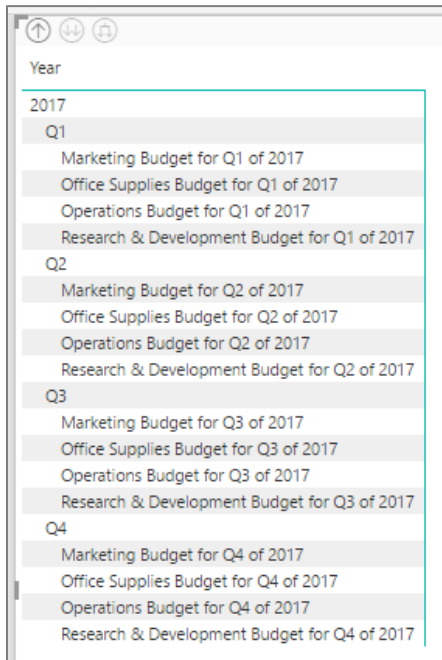 Year
2017
Q1
Marketing Budget for Q1 of 2017
Office Supplies Budget for Q1 of 2017
Operations Budget for Q1 of 2017
Research & Development Budget for Q1 of 2017
Q2
Marketing Budget for Q2 of 2017
Office Supplies Budget for Q2 of 2017
Operations Budget for Q2 of 2017
Research & Development Budget for Q2 of 2017
Q3
Marketing Budget for Q3 of 2017
Office Supplies Budget for Q3 of 2017
Operations Budget for Q3 of 2017
Research & Development Budget for Q3 of 2017
Q4
Marketing Budget for Q4 of 2017
Office Supplies Budget for Q4 of 2017
Operations Budget for Q4 of 2017
Research & Development Budget for Q4 of 2017